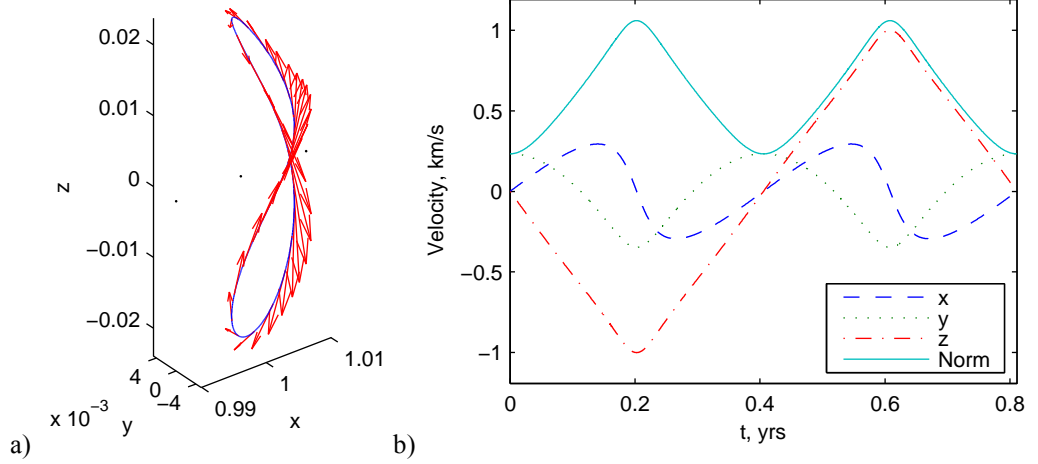 0.02
0.01
0
−0.01
−0.02
z
4
0
−4
x 10⁻³
y
0.99
1
1.01
x
a)
1
0.5
0
−0.5
−1
Velocity, km/s
0
0.2
0.4
0.6
0.8
t, yrs
x
y
z
Norm
b)